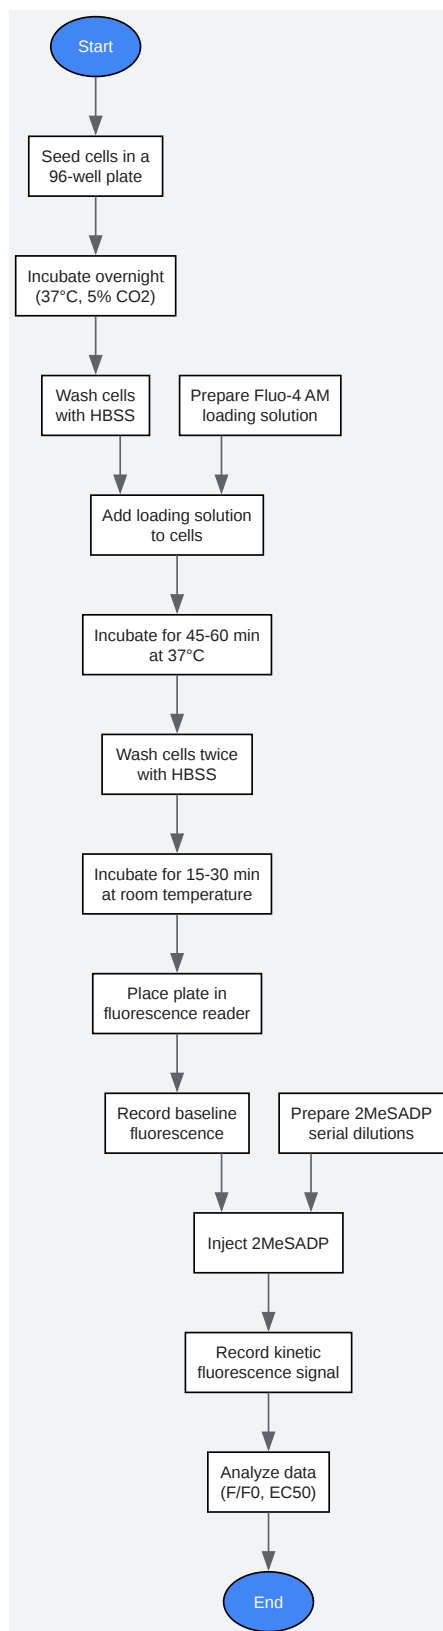 Start
Seed cells in a
96-well plate
Incubate overnight
(37°C, 5% CO2)
Wash cells
with HBSS
Prepare Fluo-4 AM
loading solution
Add loading solution
to cells
Incubate for 45-60 min
at 37°C
Wash cells twice
with HBSS
Incubate for 15-30 min
at room temperature
Place plate in
fluorescence reader
Record baseline
fluorescence
Prepare 2MeSADP
serial dilutions
Inject 2MeSADP
Record kinetic
fluorescence signal
Analyze data
(F/F0, EC50)
End